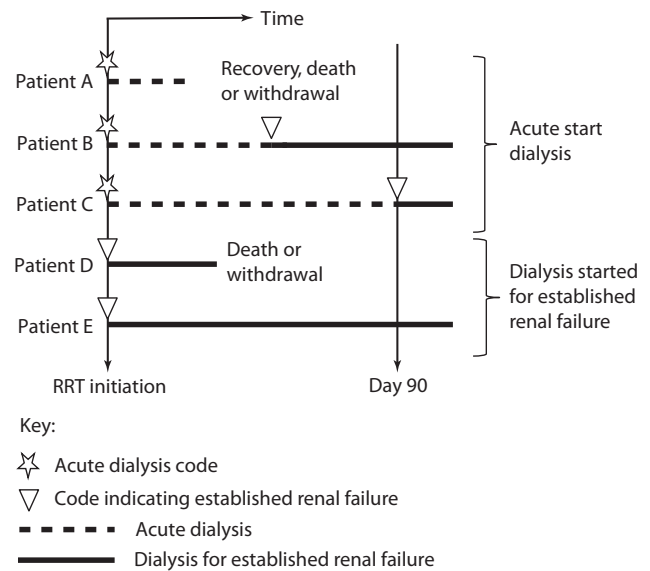 Time
Patient A
Recovery, death
or withdrawal
Patient B
Acute start
dialysis
Patient C
Patient D
Death or
withdrawal
Dialysis started
for established
renal failure
Patient E
RRT initiation
Day 90
Key:
Acute dialysis code
Code indicating established renal failure
Acute dialysis
Dialysis for established renal failure